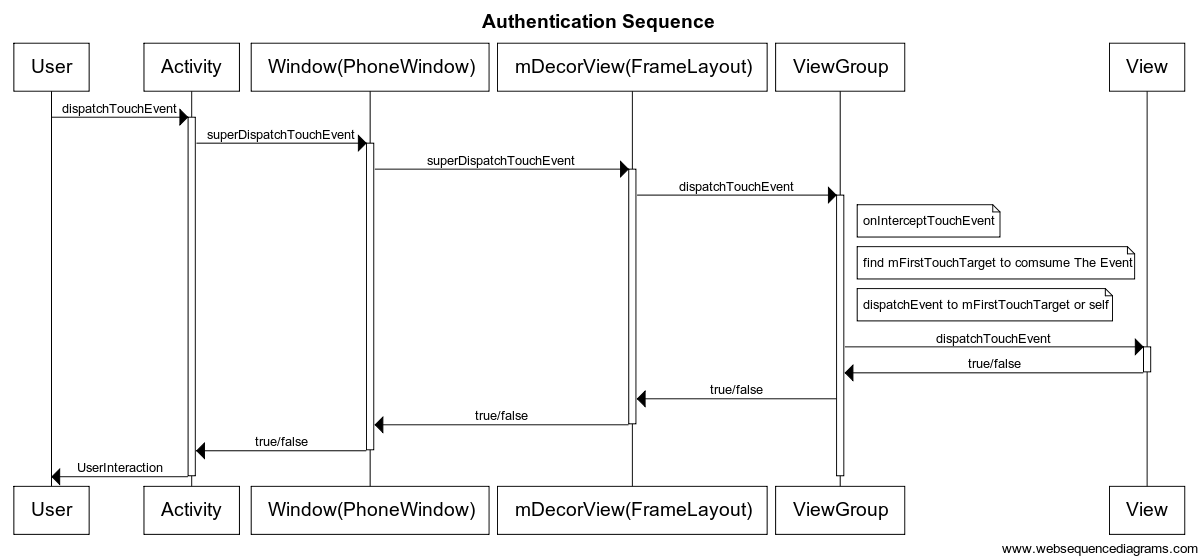 Authentication Sequence
User
Activity
Window(PhoneWindow)
mDecorView(FrameLayout)
ViewGroup
View
dispatchTouchEvent
superDispatchTouchEvent
superDispatchTouchEvent
dispatchTouchEvent
onInterceptTouchEvent
find mFirstTouchTarget to comsume The Event
dispatchEvent to mFirstTouchTarget or self
dispatchTouchEvent
true/false
true/false
true/false
true/false
UserInteraction
User
Activity
Window(PhoneWindow)
mDecorView(FrameLayout)
ViewGroup
View
www.websequencediagrams.com